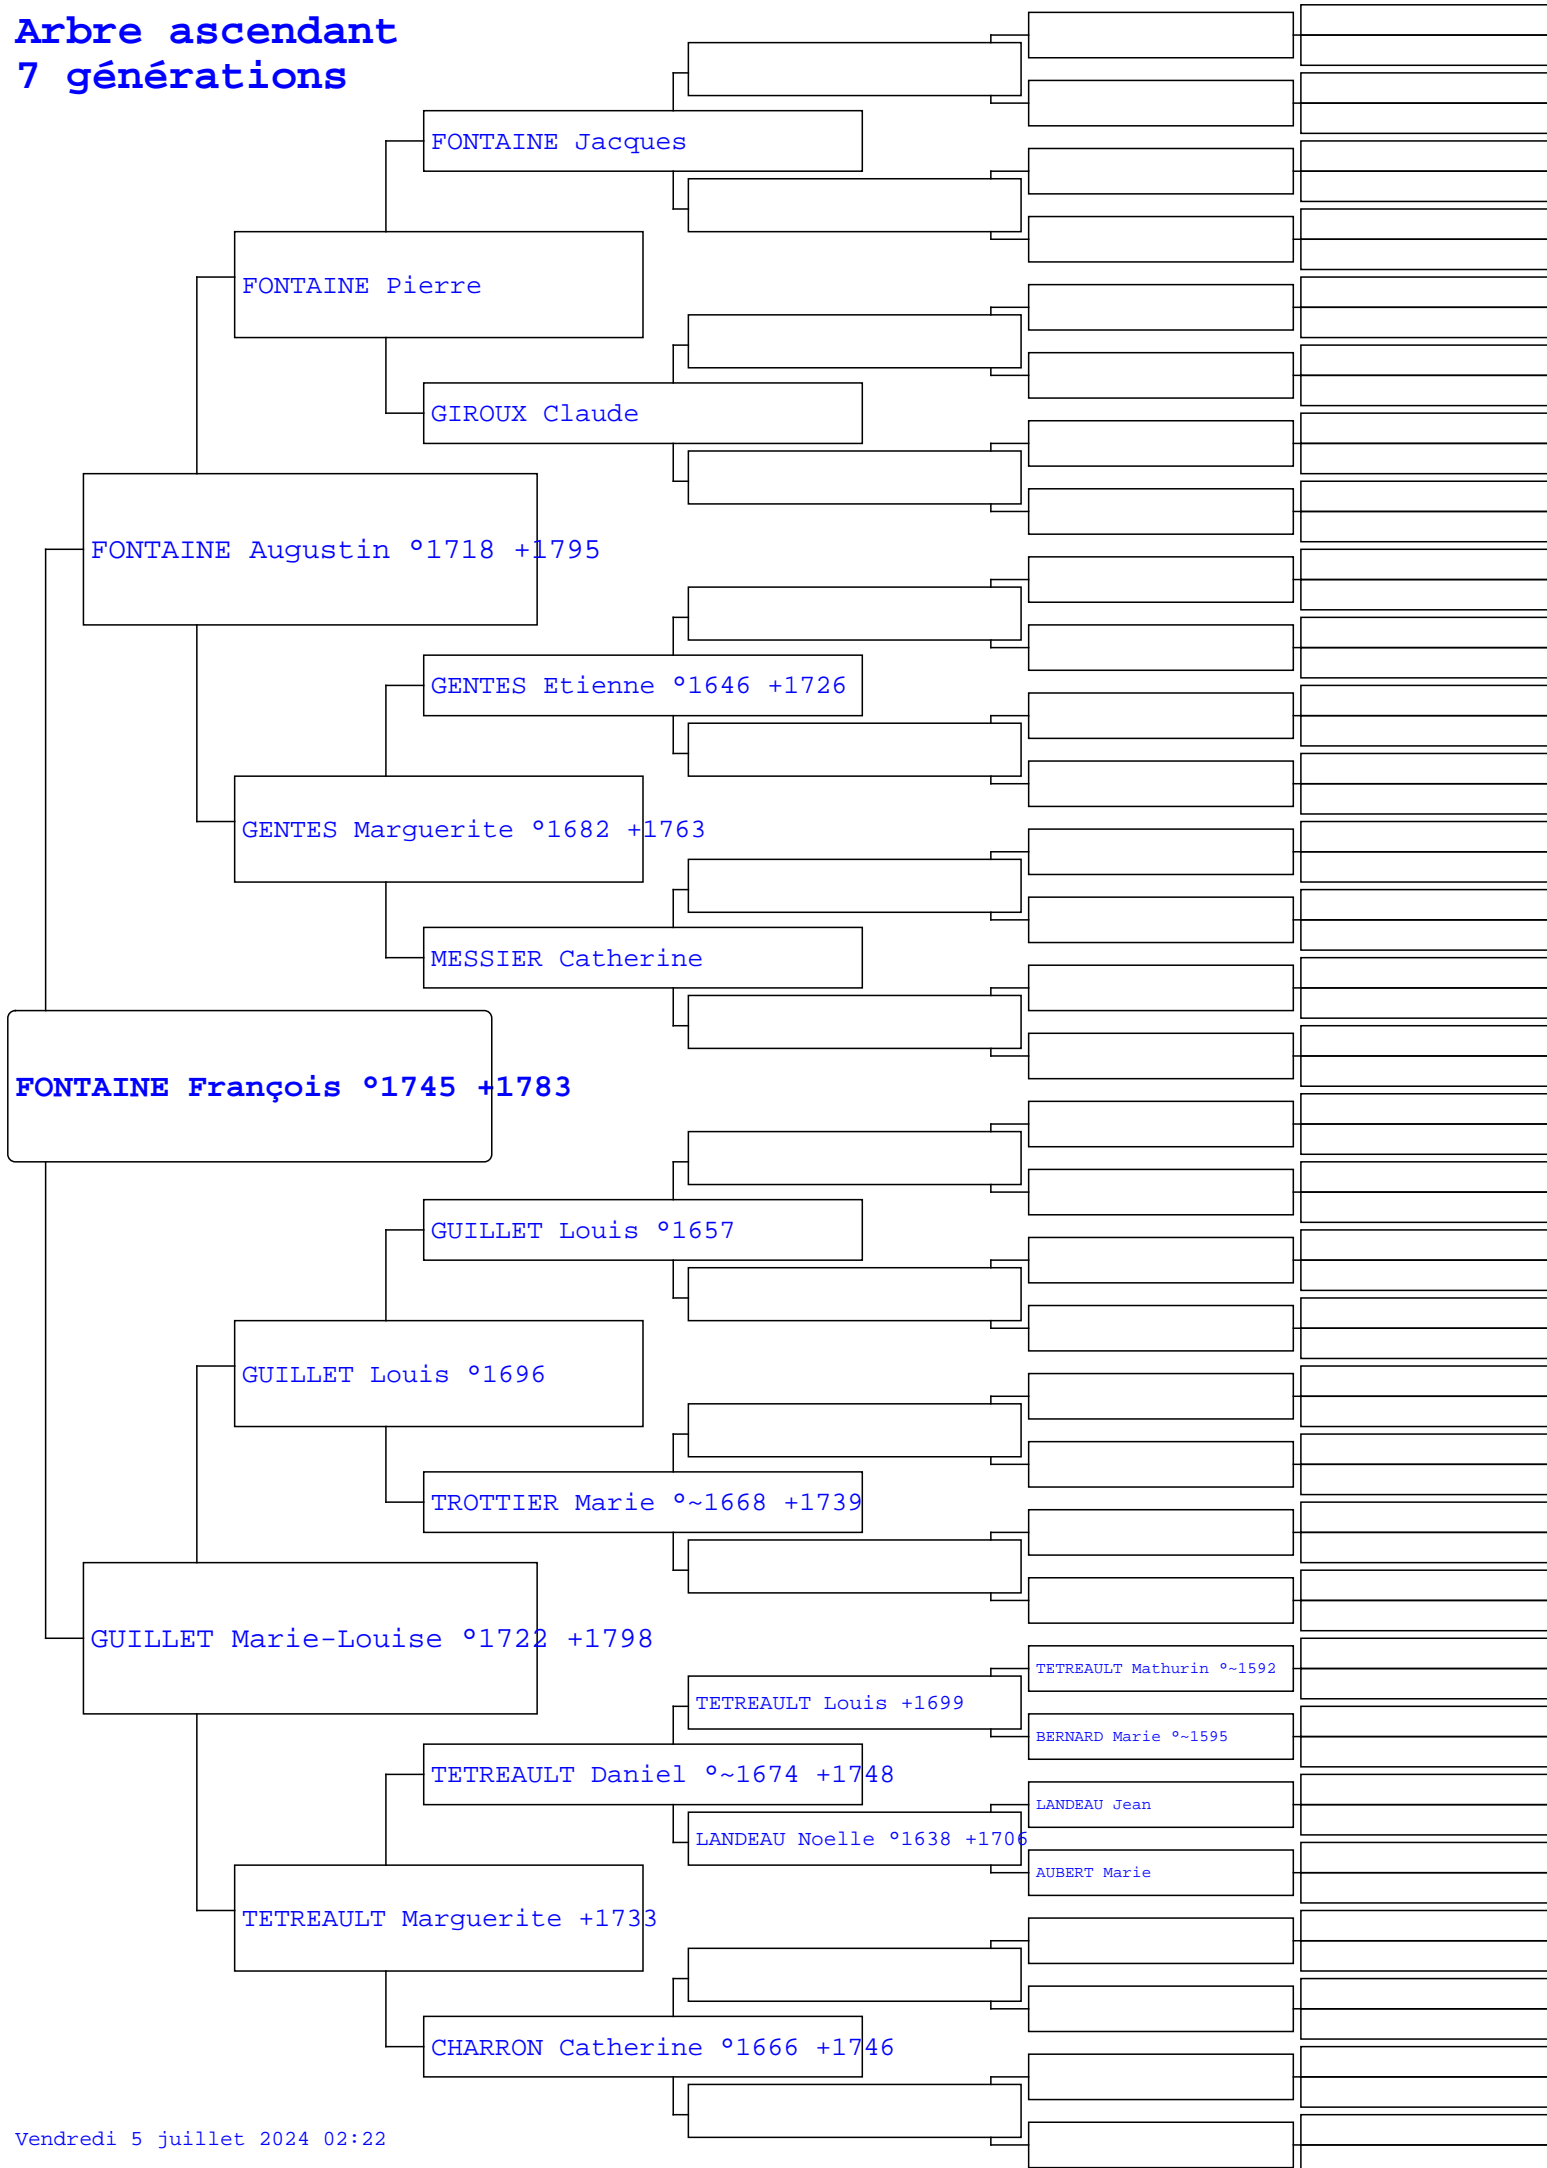 Arbre ascendant
7 générations
FONTAINE Jacques
FONTAINE Pierre
GIROUX Claude
FONTAINE Augustin °1718 +1795
GENTES Etienne °1646 +1726
GENTES Marguerite °1682 +1763
MESSIER Catherine
FONTAINE François °1745 +1783
GUILLET Louis °1657
GUILLET Louis °1696
TROTTIER Marie °~1668 +1739
GUILLET Marie-Louise °1722 +1798
TETREAULT Mathurin °~1592
TETREAULT Louis +1699
BERNARD Marie °~1595
TETREAULT Daniel °~1674 +1748
LANDEAU Jean
LANDEAU Noelle °1638 +1706
AUBERT Marie
TETREAULT Marguerite +1733
CHARRON Catherine °1666 +1746
Vendredi 5 juillet 2024 02:22